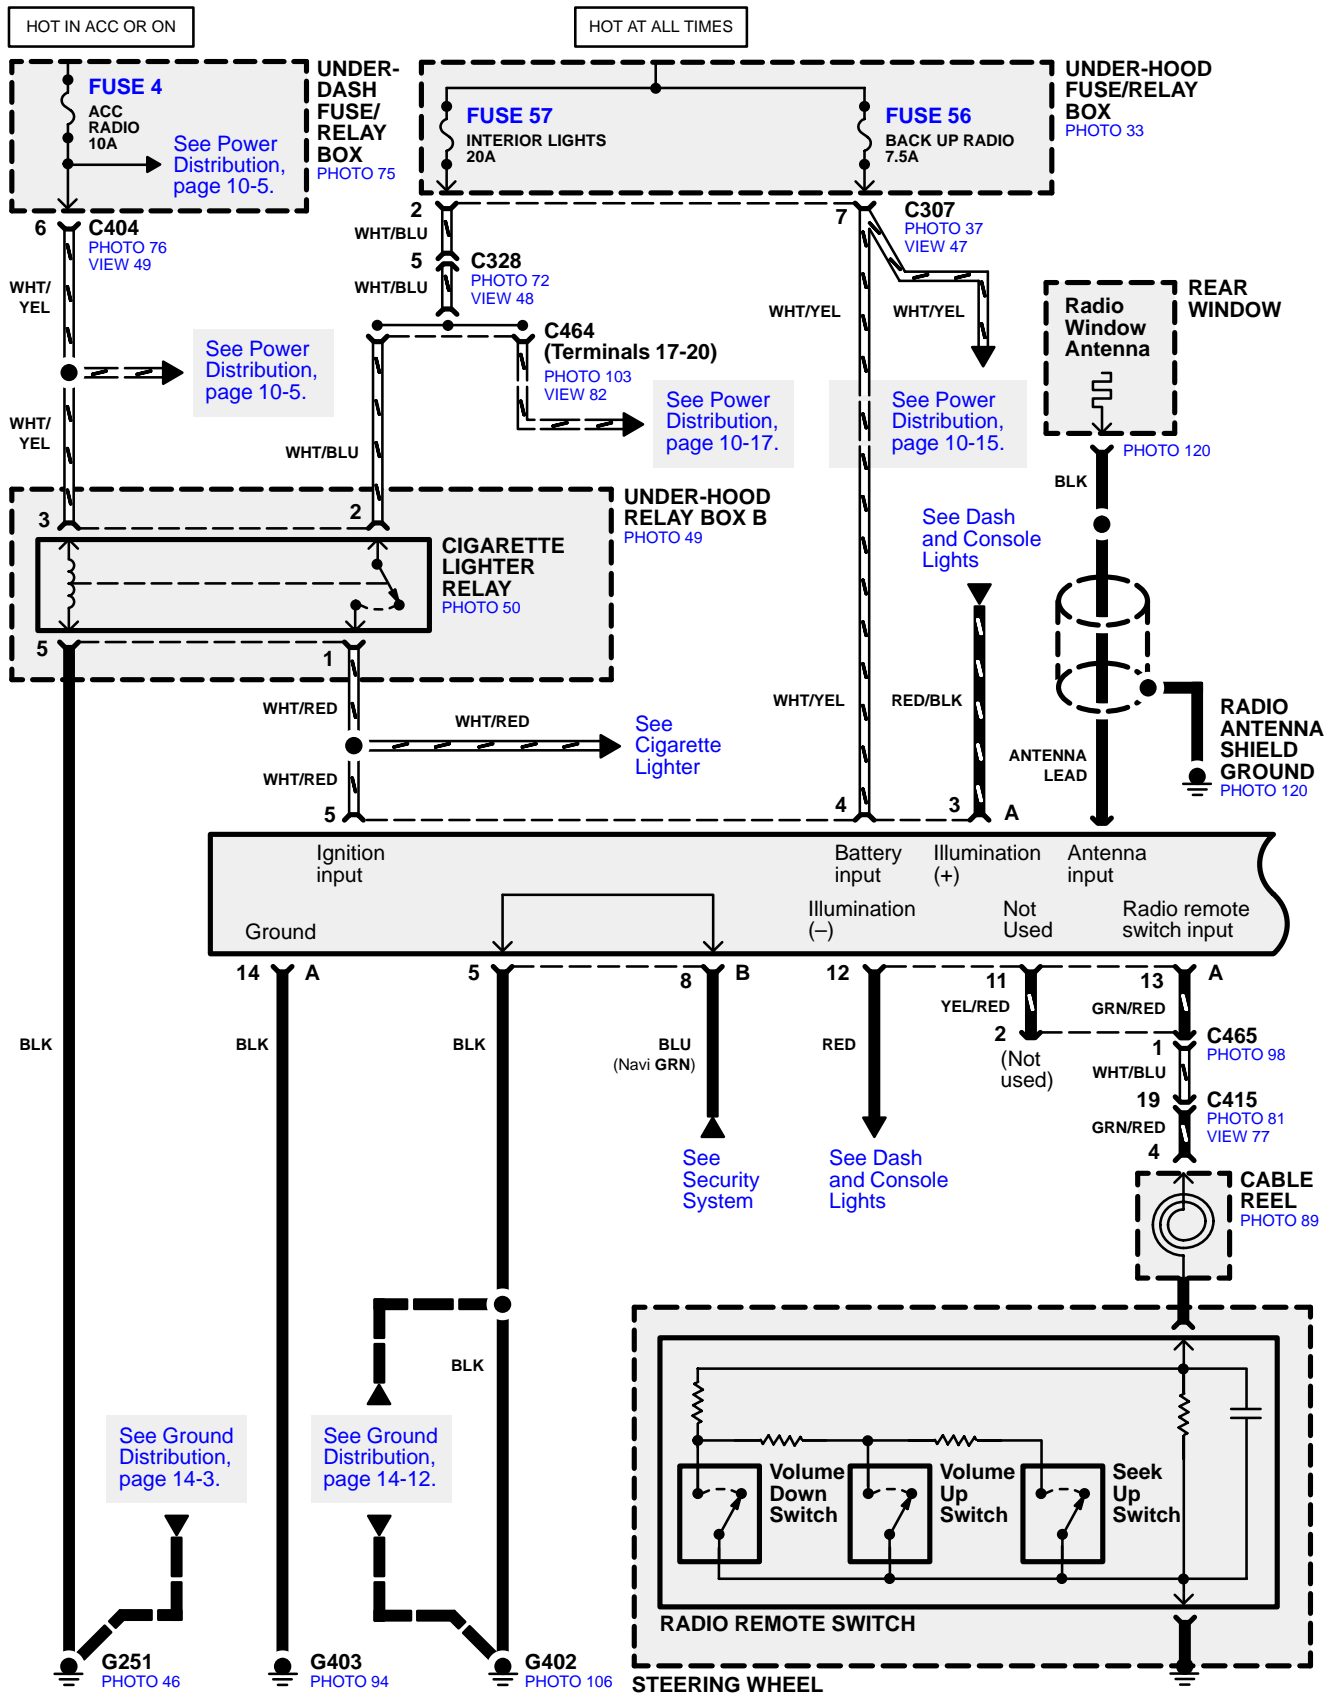 HOT IN ACC OR ON
HOT AT ALL TIMES
FUSE 4
ACC
RADIO
10A
See Power
Distribution,
page 10-5.
UNDER-
DASH
FUSE/
RELAY
BOX
PHOTO 75
FUSE 57
INTERIOR LIGHTS
20A
FUSE 56
BACK UP RADIO
7.5A
UNDER-HOOD
FUSE/RELAY
BOX
PHOTO 33
6
C404
PHOTO 76
VIEW 49
2
WHT/BLU
5
C328
PHOTO 72
VIEW 48
WHT/BLU
7
C307
PHOTO 37
VIEW 47
WHT/
YEL
WHT/YEL
WHT/YEL
REAR
WINDOW
Radio
Window
Antenna
PHOTO 120
See Power
Distribution,
page 10-5.
C464
(Terminals 17-20)
PHOTO 103
VIEW 82
See Power
Distribution,
page 10-17.
See Power
Distribution,
page 10-15.
WHT/
YEL
WHT/BLU
BLK
3
2
UNDER-HOOD
RELAY BOX B
PHOTO 49
CIGARETTE
LIGHTER
RELAY
PHOTO 50
See Dash
and Console
Lights
5
1
WHT/RED
WHT/RED
See
Cigarette
Lighter
WHT/RED
WHT/YEL
RED/BLK
ANTENNA
LEAD
RADIO
ANTENNA
SHIELD
GROUND
PHOTO 120
5
4
3
A
Ignition
input
Battery
input
Illumination
(+)
Antenna
input
Ground
Illumination
(–)
Not
Used
Radio remote
switch input
14
A
5
8
B
12
11
13
A
YEL/RED
GRN/RED
BLK
BLK
BLK
BLU
(Navi GRN)
RED
2
(Not
used)
1
C465
PHOTO 98
WHT/BLU
19
C415
PHOTO 81
VIEW 77
GRN/RED
4
See
Security
System
See Dash
and Console
Lights
CABLE
REEL
PHOTO 89
BLK
See Ground
Distribution,
page 14-3.
See Ground
Distribution,
page 14-12.
Volume
Down
Switch
Volume
Up
Switch
Seek
Up
Switch
RADIO REMOTE SWITCH
G251
PHOTO 46
G403
PHOTO 94
G402
PHOTO 106
STEERING WHEEL